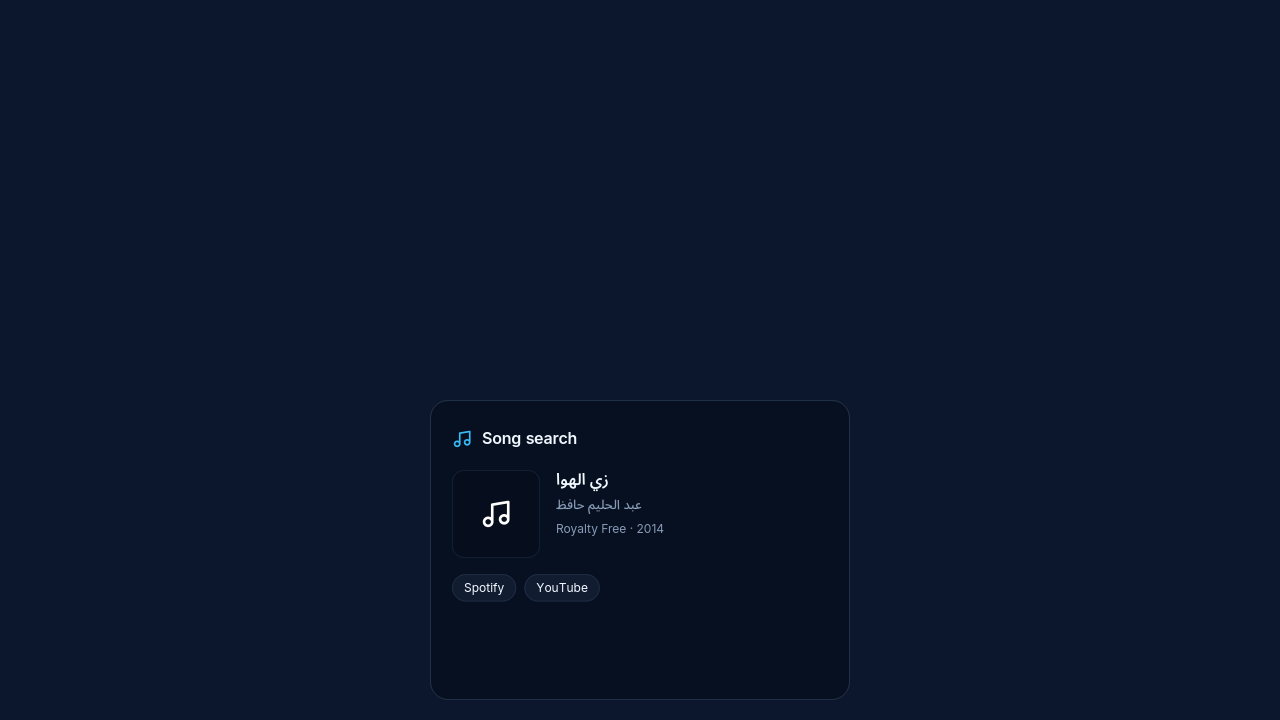 Song search
زي الهوا
عبد الحليم حافظ
Royalty Free · 2014
Spotify
YouTube